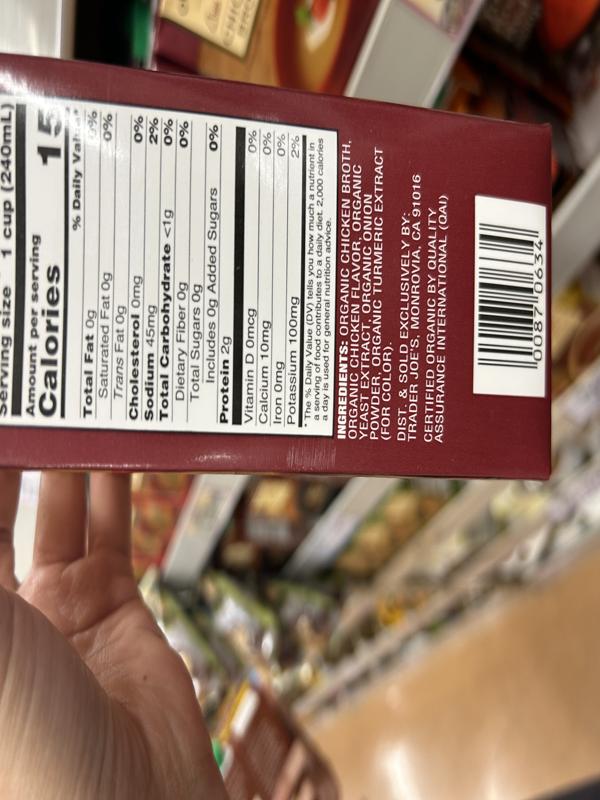 Serving size 1 cup (240mL)
Amount per serving
Calories 15
% Daily Value*
Total Fat 0g 0%
Saturated Fat 0g 0%
Trans Fat 0g
Cholesterol 0mg 0%
Sodium 45mg 2%
Total Carbohydrate <1g 0%
Dietary Fiber 0g 0%
Total Sugars 0g
Includes 0g Added Sugars 0%
Protein 2g
Vitamin D 0mcg 0%
Calcium 10mg 0%
Iron 0mg 0%
Potassium 100mg 2%
* The % Daily Value (DV) tells you how much a nutrient in
a serving of food contributes to a daily diet. 2,000 calories
a day is used for general nutrition advice.
INGREDIENTS: ORGANIC CHICKEN BROTH,
ORGANIC CHICKEN FLAVOR, ORGANIC
YEAST EXTRACT, ORGANIC ONION
POWDER, ORGANIC TURMERIC EXTRACT
(FOR COLOR).
DIST. & SOLD EXCLUSIVELY BY:
TRADER JOE'S, MONROVIA, CA 91016
CERTIFIED ORGANIC BY QUALITY
ASSURANCE INTERNATIONAL (QAI)
0087 0634